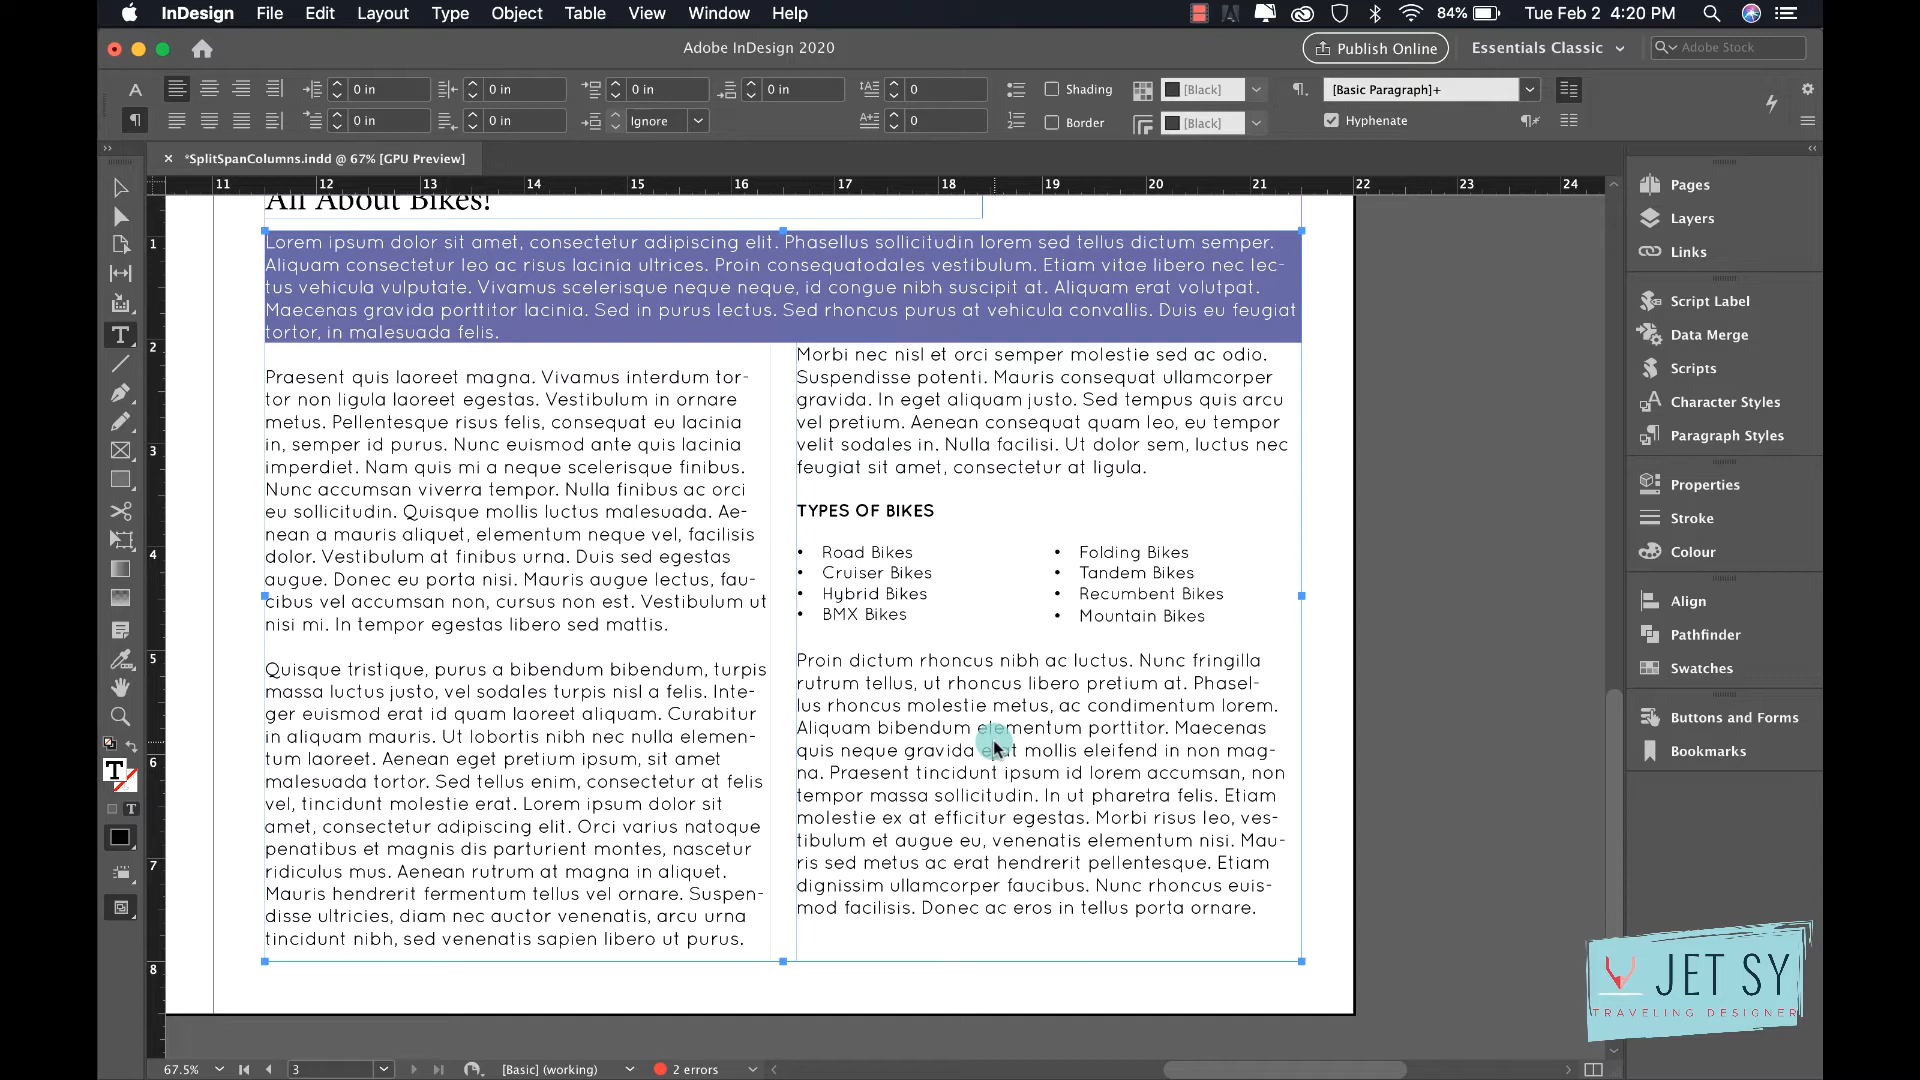 InDesign File Edit Layout Type Object Table View Window Help 84% Tue Feb 2 4:20 PM
Adobe InDesign 2020 Publish Online Essentials Classic Adobe Stock
0 in 0 in 0 in 0 in 0 Shading [Black] [Basic Paragraph]+
0 in 0 in Ignore 0 Border [Black] Hyphenate
*SplitSpanColumns.indd @ 67% [GPU Preview]
11 12 13 14 15 16 17 18 19 20 21 22 23 24
1
2
3
4
5
6
7
8
All About Bikes!
Lorem ipsum dolor sit amet, consectetur adipiscing elit. Phasellus sollicitudin lorem sed tellus dictum semper.
Aliquam consectetur leo ac risus lacinia ultrices. Proin consequatodales vestibulum. Etiam vitae libero nec lec-
tus vehicula vulputate. Vivamus scelerisque neque neque, id congue nibh suscipit at. Aliquam erat volutpat.
Maecenas gravida porttitor lacinia. Sed in purus lectus. Sed rhoncus purus at vehicula convallis. Duis eu feugiat
tortor, in malesuada felis.
Praesent quis laoreet magna. Vivamus interdum tor-
tor non ligula laoreet egestas. Vestibulum in ornare
metus. Pellentesque risus felis, consequat eu lacinia
in, semper id purus. Nunc euismod ante quis lacinia
imperdiet. Nam quis mi a neque scelerisque finibus.
Nunc accumsan viverra tempor. Nulla finibus ac orci
eu sollicitudin. Quisque mollis luctus malesuada. Ae-
nean a mauris aliquet, elementum neque vel, facilisis
dolor. Vestibulum at finibus urna. Duis sed egestas
augue. Donec eu porta nisi. Mauris augue lectus, fau-
cibus vel accumsan non, cursus non est. Vestibulum ut
nisi mi. In tempor egestas libero sed mattis.
Quisque tristique, purus a bibendum bibendum, turpis
massa luctus justo, vel sodales turpis nisl a felis. Inte-
ger euismod erat id quam laoreet aliquam. Curabitur
in aliquam mauris. Ut lobortis nibh nec nulla elemen-
tum laoreet. Aenean eget pretium ipsum, sit amet
malesuada tortor. Sed tellus enim, consectetur at felis
vel, tincidunt molestie erat. Lorem ipsum dolor sit
amet, consectetur adipiscing elit. Orci varius natoque
penatibus et magnis dis parturient montes, nascetur
ridiculus mus. Aenean rutrum at magna in aliquet.
Mauris hendrerit fermentum tellus vel ornare. Suspen-
disse ultricies, diam nec auctor venenatis, arcu urna
tincidunt nibh, sed venenatis sapien libero ut purus.
Morbi nec nisl et orci semper molestie sed ac odio.
Suspendisse potenti. Mauris consequat ullamcorper
gravida. In eget aliquam justo. Sed tempus quis arcu
vel pretium. Aenean consequat quam leo, eu tempor
velit sodales in. Nulla facilisi. Ut dolor sem, luctus nec
feugiat sit amet, consectetur at ligula.
TYPES OF BIKES
• Road Bikes
• Cruiser Bikes
• Hybrid Bikes
• BMX Bikes
• Folding Bikes
• Tandem Bikes
• Recumbent Bikes
• Mountain Bikes
Proin dictum rhoncus nibh ac luctus. Nunc fringilla
rutrum tellus, ut rhoncus libero pretium at. Phasel-
lus rhoncus molestie metus, ac condimentum lorem.
Aliquam bibendum elementum porttitor. Maecenas
quis neque gravida erat mollis eleifend in non mag-
na. Praesent tincidunt ipsum id lorem accumsan, non
tempor massa sollicitudin. In ut pharetra felis. Etiam
molestie ex at efficitur egestas. Morbi risus leo, ves-
tibulum et augue eu, venenatis elementum nisi. Mau-
ris sed metus ac erat hendrerit pellentesque. Etiam
dignissim ullamcorper faucibus. Nunc rhoncus euis-
mod facilisis. Donec ac eros in tellus porta ornare.
Pages
Layers
Links
Script Label
Data Merge
Scripts
Character Styles
Paragraph Styles
Properties
Stroke
Colour
Align
Pathfinder
Swatches
Buttons and Forms
Bookmarks
JET SY
TRAVELING DESIGNER
67.5% 3 [Basic] (working) 2 errors